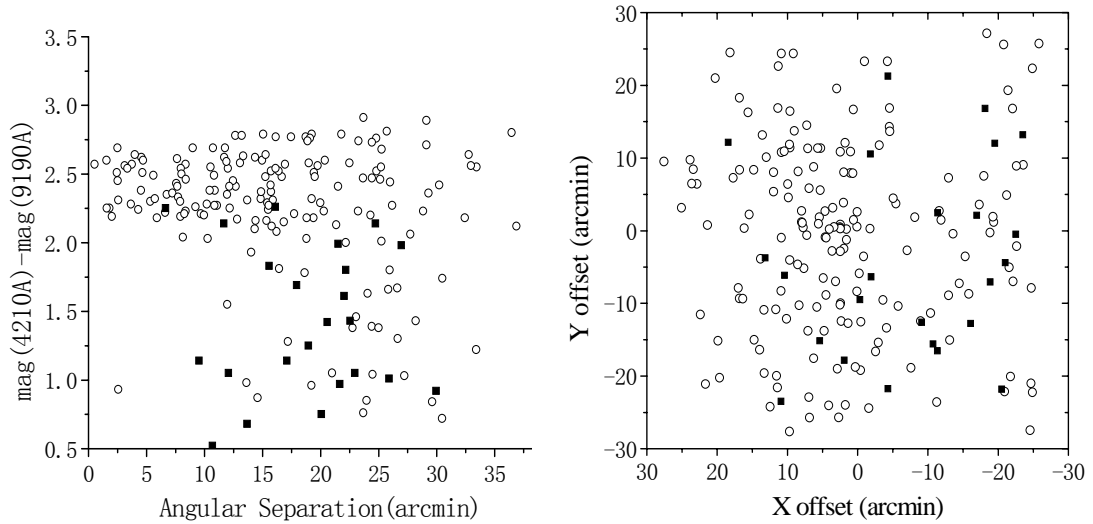 3.5
3.0
2.5
2.0
1.5
1.0
0.5
mag(4210A)-mag(9190A)
0 5 10 15 20 25 30 35
Angular Separation(arcmin)
30
20
10
0
-10
-20
-30
Y offset (arcmin)
30 20 10 0 -10 -20 -30
X offset (arcmin)